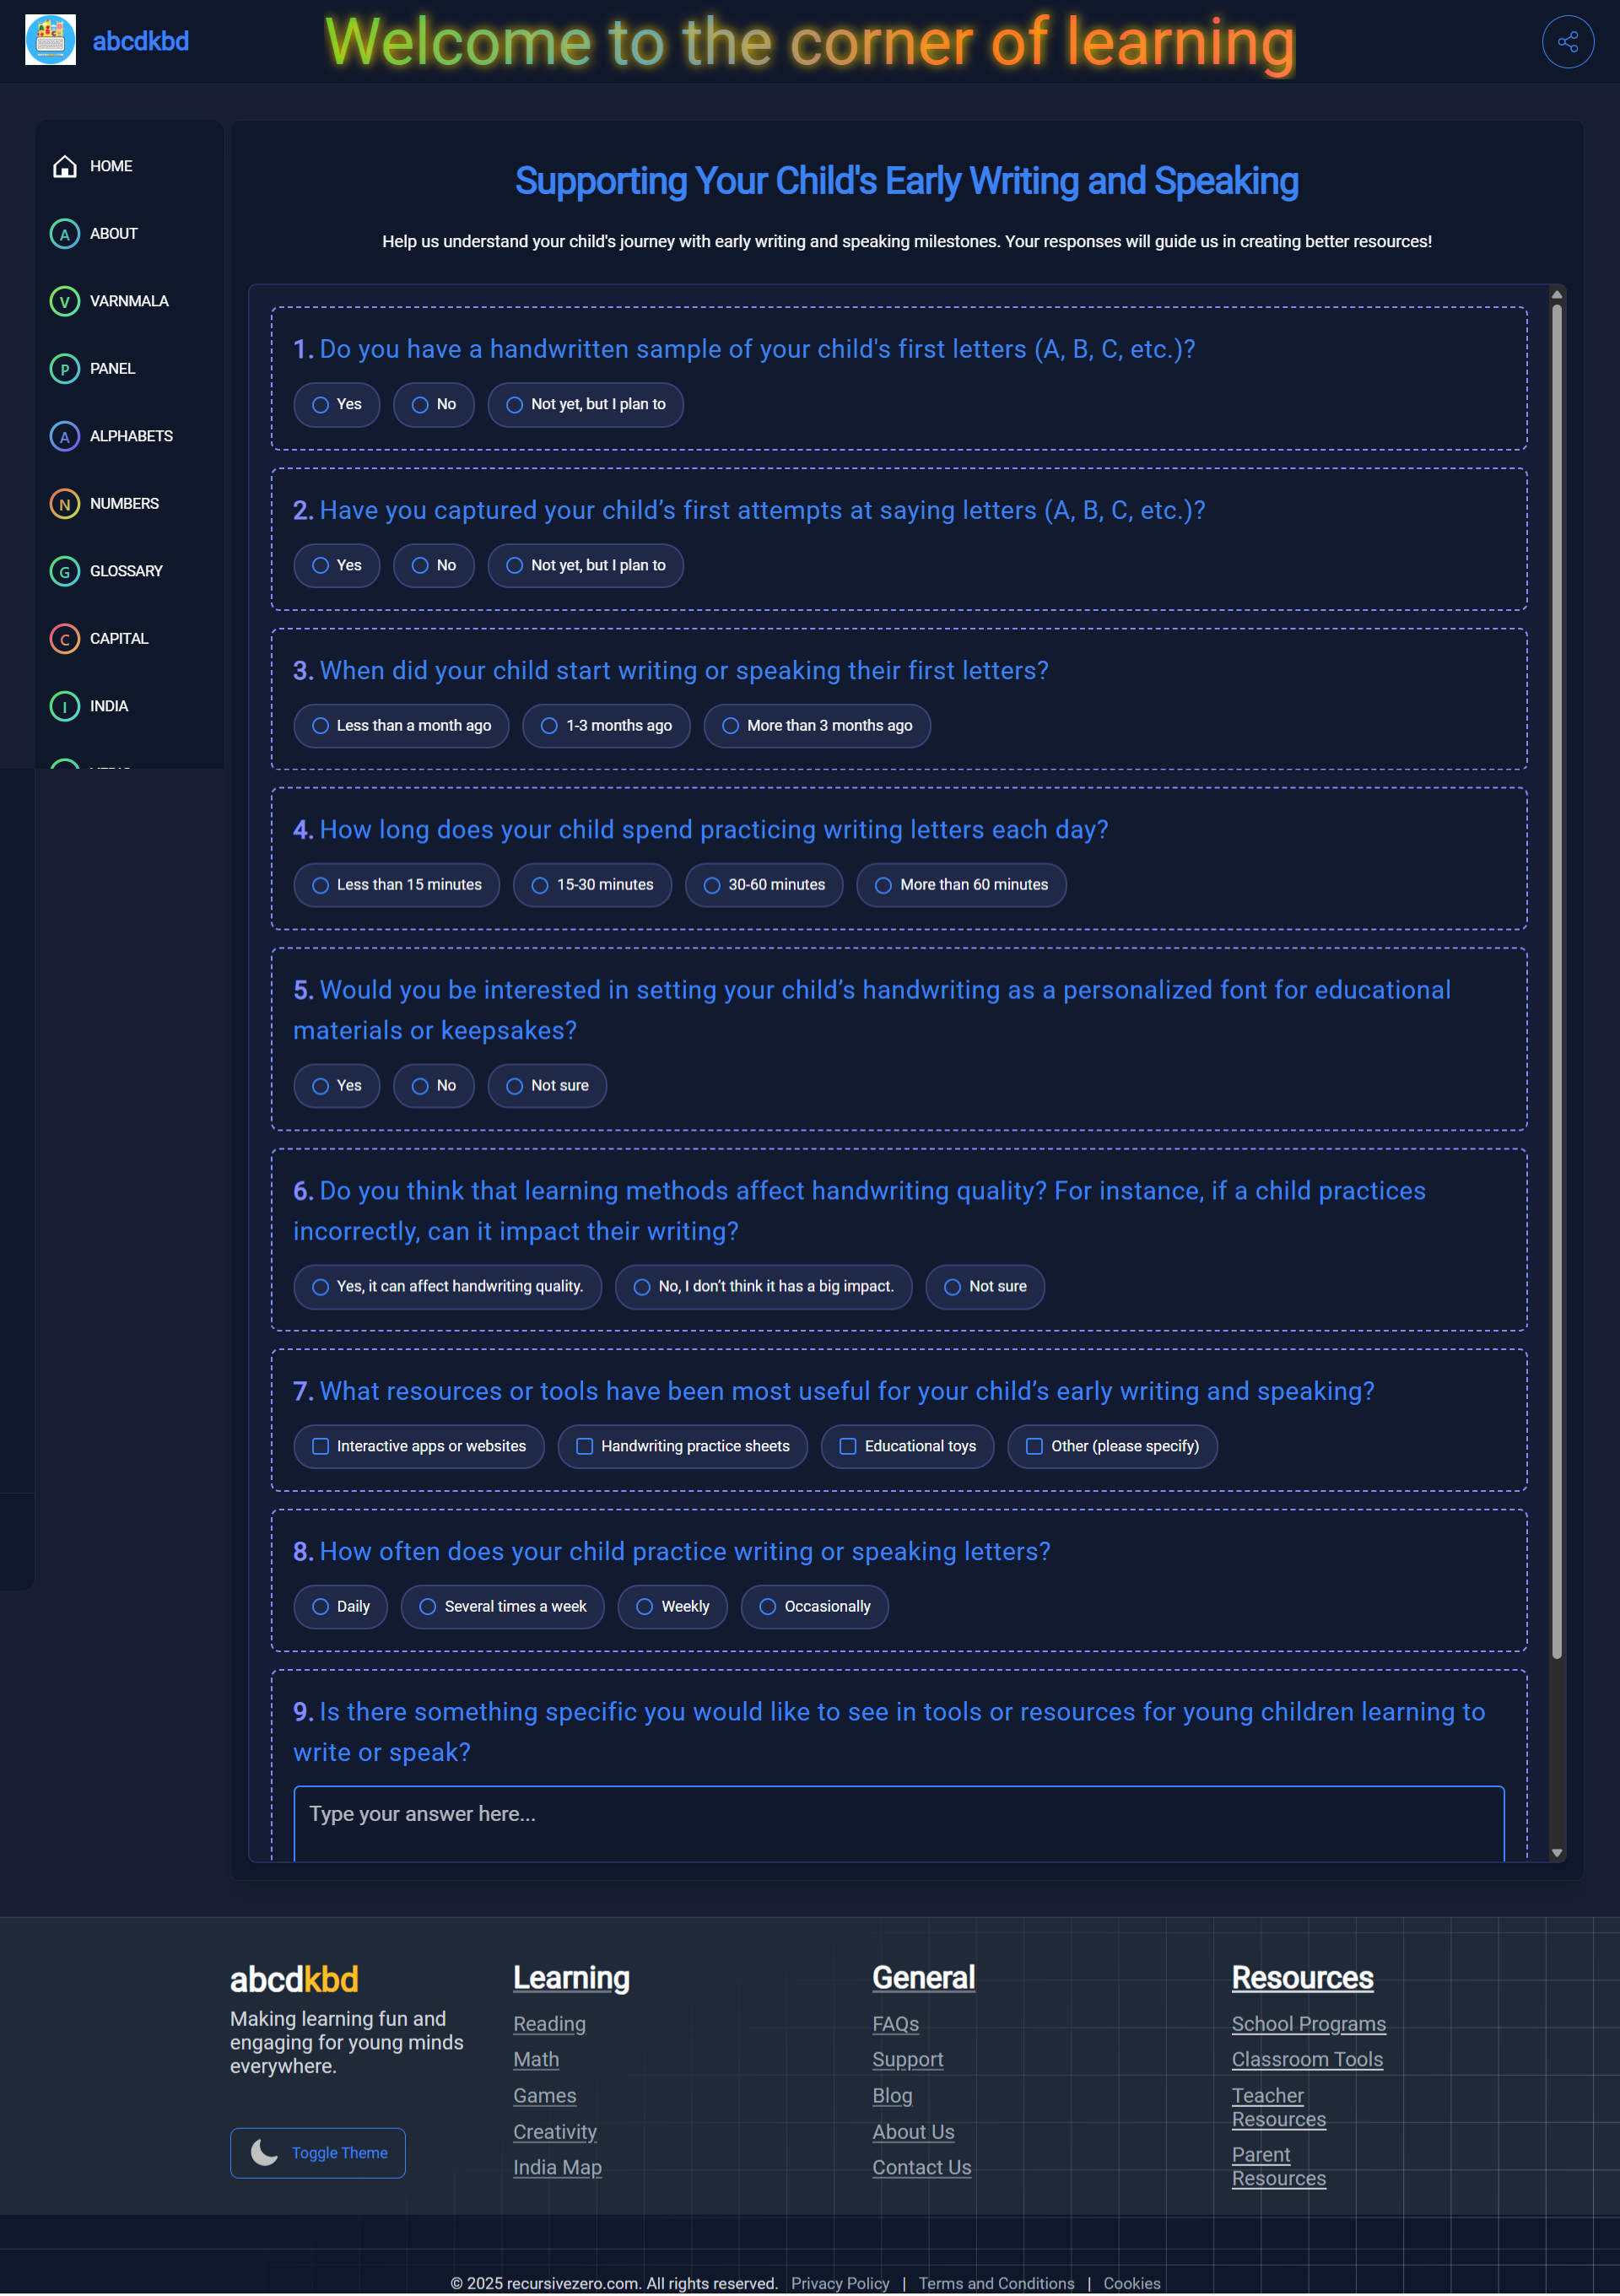 abcdkbd
Welcome to the corner of learning
HOME
A ABOUT
V VARNMALA
P PANEL
A ALPHABETS
N NUMBERS
G GLOSSARY
C CAPITAL
I INDIA
Supporting Your Child's Early Writing and Speaking
Help us understand your child's journey with early writing and speaking milestones. Your responses will guide us in creating better resources!
1. Do you have a handwritten sample of your child's first letters (A, B, C, etc.)?
Yes No Not yet, but I plan to
2. Have you captured your child’s first attempts at saying letters (A, B, C, etc.)?
Yes No Not yet, but I plan to
3. When did your child start writing or speaking their first letters?
Less than a month ago 1-3 months ago More than 3 months ago
4. How long does your child spend practicing writing letters each day?
Less than 15 minutes 15-30 minutes 30-60 minutes More than 60 minutes
5. Would you be interested in setting your child’s handwriting as a personalized font for educational
materials or keepsakes?
Yes No Not sure
6. Do you think that learning methods affect handwriting quality? For instance, if a child practices
incorrectly, can it impact their writing?
Yes, it can affect handwriting quality. No, I don’t think it has a big impact. Not sure
7. What resources or tools have been most useful for your child’s early writing and speaking?
Interactive apps or websites Handwriting practice sheets Educational toys Other (please specify)
8. How often does your child practice writing or speaking letters?
Daily Several times a week Weekly Occasionally
9. Is there something specific you would like to see in tools or resources for young children learning to
write or speak?
Type your answer here...
abcdkbd
Making learning fun and
engaging for young minds
everywhere.
Toggle Theme
Learning
Reading
Math
Games
Creativity
India Map
General
FAQs
Support
Blog
About Us
Contact Us
Resources
School Programs
Classroom Tools
Teacher
Resources
Parent
Resources
© 2025 recursivezero.com. All rights reserved. Privacy Policy | Terms and Conditions | Cookies